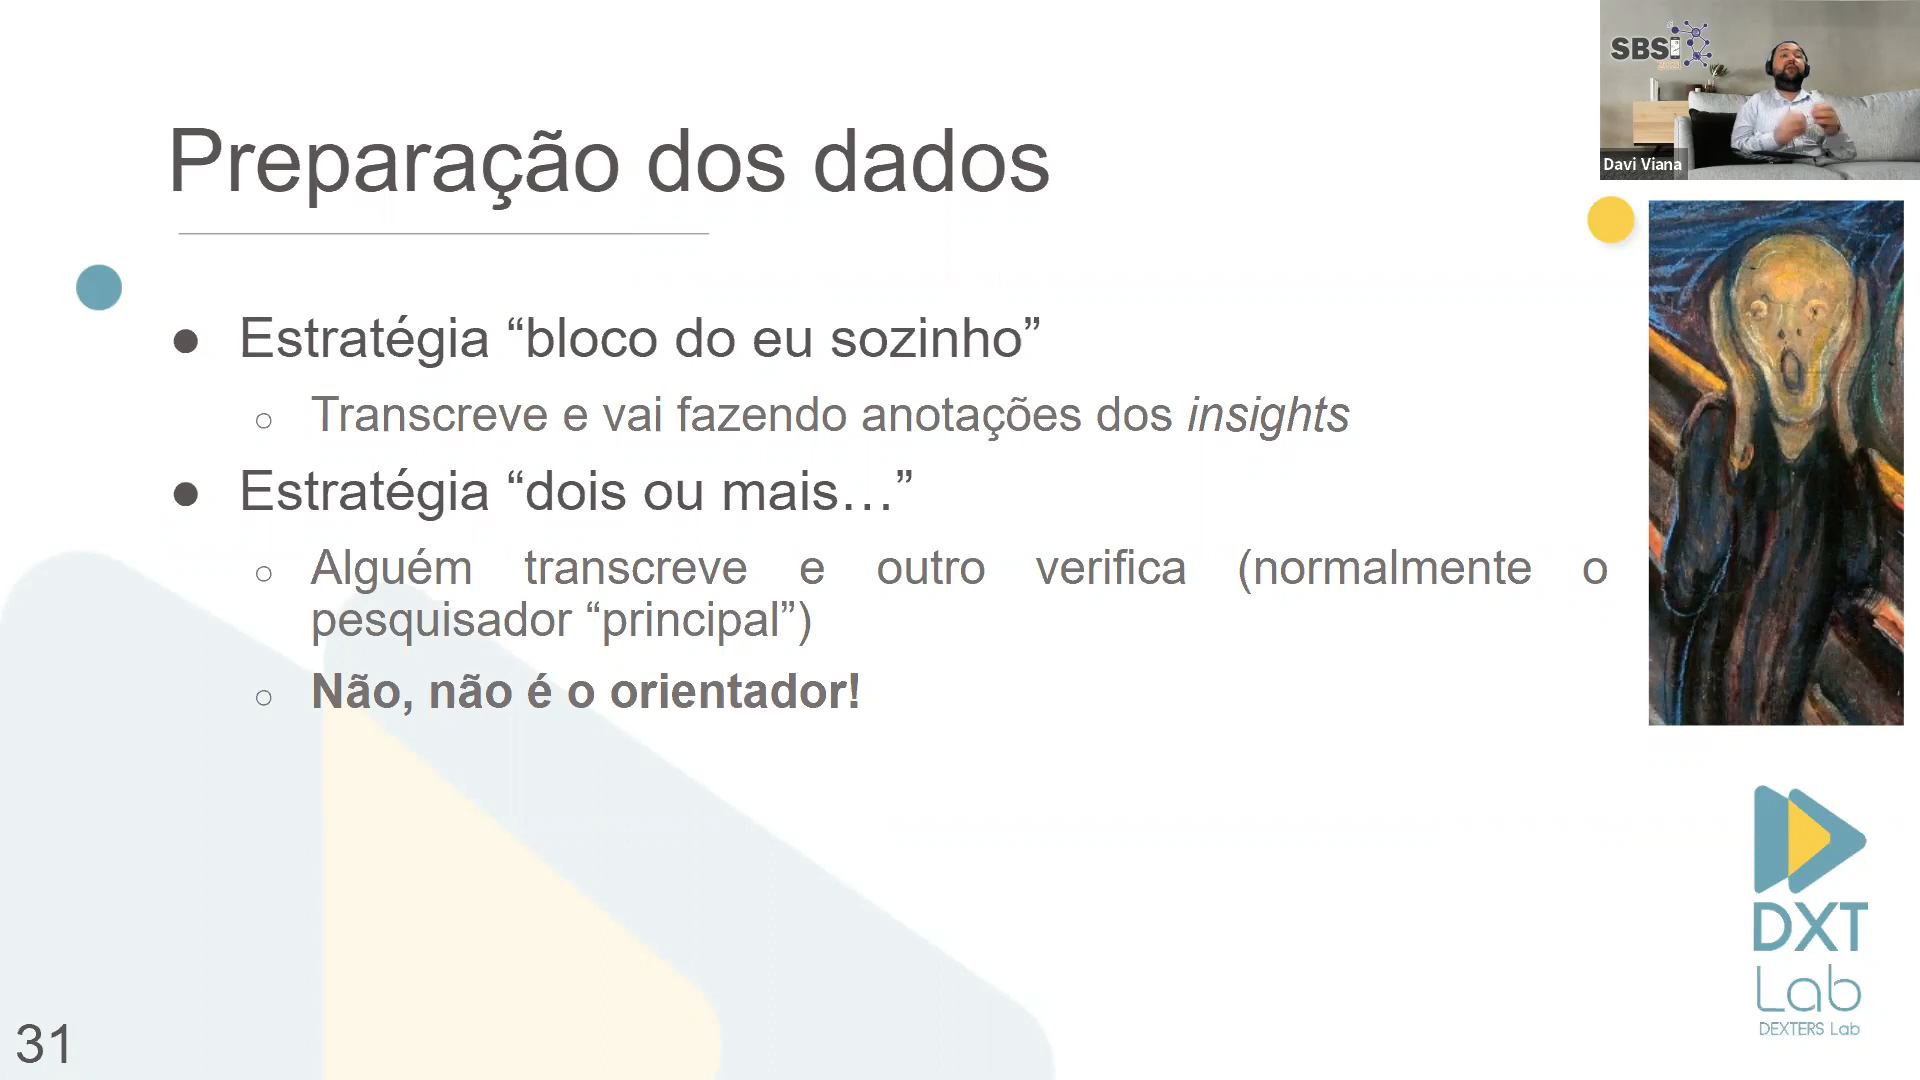 SBSI
Davi Viana
Preparação dos dados
● Estratégia “bloco do eu sozinho”
○ Transcreve e vai fazendo anotações dos insights
● Estratégia “dois ou mais…”
○ Alguém transcreve e outro verifica (normalmente o
pesquisador “principal”)
○ Não, não é o orientador!
DXT
Lab
DEXTERS Lab
31